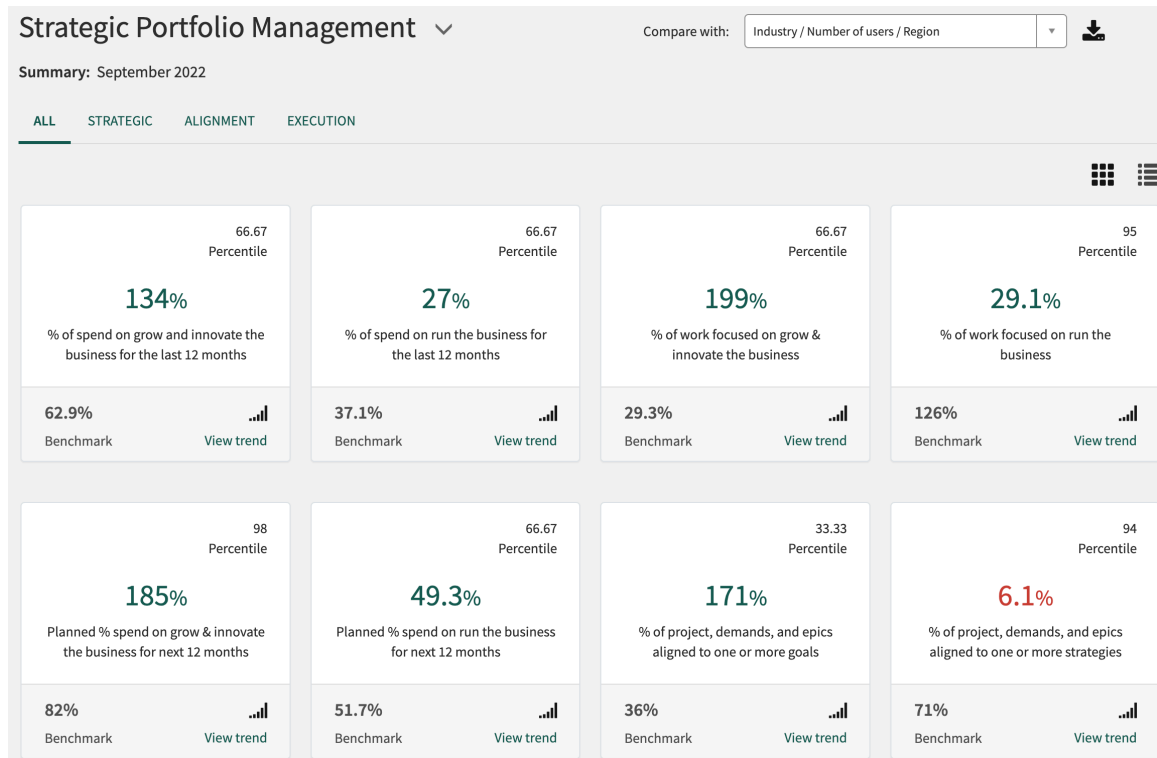 Strategic Portfolio Management
Compare with: Industry / Number of users / Region
Summary: September 2022
ALL STRATEGIC ALIGNMENT EXECUTION
66.67
Percentile
134%
% of spend on grow and innovate the
business for the last 12 months
62.9%
Benchmark View trend
66.67
Percentile
27%
% of spend on run the business for
the last 12 months
37.1%
Benchmark View trend
66.67
Percentile
199%
% of work focused on grow &
innovate the business
29.3%
Benchmark View trend
95
Percentile
29.1%
% of work focused on run the
business
126%
Benchmark View trend
98
Percentile
185%
Planned % spend on grow & innovate
the business for next 12 months
82%
Benchmark View trend
66.67
Percentile
49.3%
Planned % spend on run the business
for next 12 months
51.7%
Benchmark View trend
33.33
Percentile
171%
% of project, demands, and epics
aligned to one or more goals
36%
Benchmark View trend
94
Percentile
6.1%
% of project, demands, and epics
aligned to one or more strategies
71%
Benchmark View trend